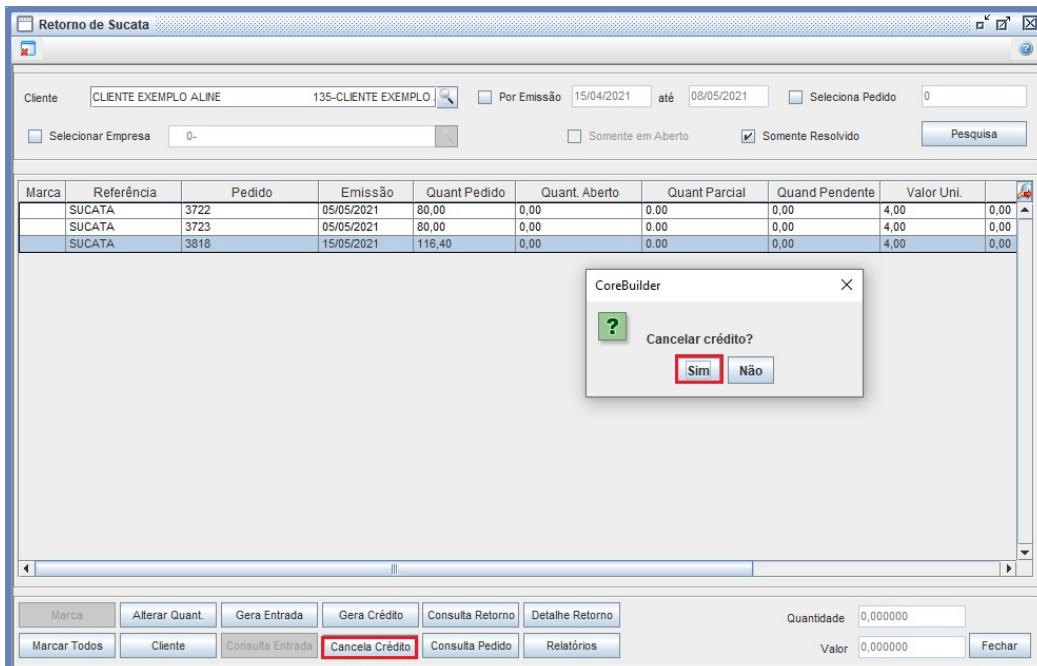 Retorno de Sucata
Cliente CLIENTE EXEMPLO ALINE 135-CLIENTE EXEMPLO Por Emissão 15/04/2021 até 08/05/2021 Seleciona Pedido 0
Selecionar Empresa 0- Somente em Aberto Somente Resolvido Pesquisa
Marca Referência Pedido Emissão Quant Pedido Quant. Aberto Quant Parcial Quand Pendente Valor Uni.
SUCATA 3722 05/05/2021 80,00 0,00 0.00 0,00 4,00 0,00
SUCATA 3723 05/05/2021 80,00 0,00 0.00 0,00 4,00 0,00
SUCATA 3818 15/05/2021 116,40 0,00 0.00 0,00 4,00 0,00
CoreBuilder
Cancelar crédito?
Sim Não
Marca Alterar Quant. Gera Entrada Gera Crédito Consulta Retorno Detalhe Retorno Quantidade 0,000000
Marcar Todos Cliente Consulta Entrada Cancela Crédito Consulta Pedido Relatórios Valor 0,000000 Fechar